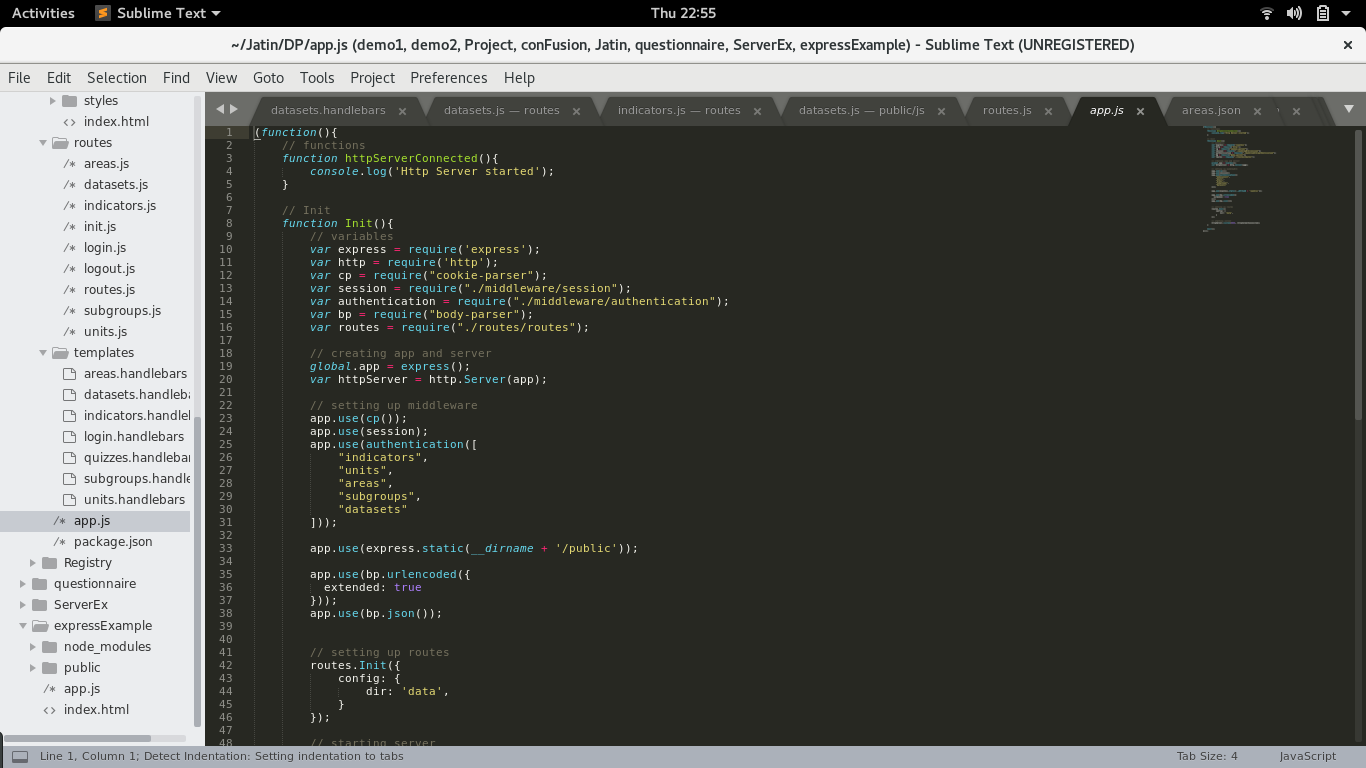 Activities Sublime Text Thu 22:55
~/Jatin/DP/app.js (demo1, demo2, Project, conFusion, Jatin, questionnaire, ServerEx, expressExample) - Sublime Text (UNREGISTERED)
File Edit Selection Find View Goto Tools Project Preferences Help
styles
<> index.html
routes
/* areas.js
/* datasets.js
/* indicators.js
/* init.js
/* login.js
/* logout.js
/* routes.js
/* subgroups.js
/* units.js
templates
areas.handlebars
datasets.handleba
indicators.handlel
login.handlebars
quizzes.handlebar
subgroups.handle
units.handlebars
/* app.js
/* package.json
Registry
questionnaire
ServerEx
expressExample
node_modules
public
/* app.js
<> index.html
datasets.handlebars × datasets.js — routes × indicators.js — routes × datasets.js — public/js × routes.js × app.js × areas.json × ×
1 (function(){
2 // functions
3 function httpServerConnected(){
4 console.log('Http Server started');
5 }
6
7 // Init
8 function Init(){
9 // variables
10 var express = require('express');
11 var http = require('http');
12 var cp = require("cookie-parser");
13 var session = require("./middleware/session");
14 var authentication = require("./middleware/authentication");
15 var bp = require("body-parser");
16 var routes = require("./routes/routes");
17
18 // creating app and server
19 global.app = express();
20 var httpServer = http.Server(app);
21
22 // setting up middleware
23 app.use(cp());
24 app.use(session);
25 app.use(authentication([
26 "indicators",
27 "units",
28 "areas",
29 "subgroups",
30 "datasets"
31 ]));
32
33 app.use(express.static(__dirname + '/public'));
34
35 app.use(bp.urlencoded({
36 extended: true
37 }));
38 app.use(bp.json());
39
40
41 // setting up routes
42 routes.Init({
43 config: {
44 dir: 'data',
45 }
46 });
47
48 // starting server
Line 1, Column 1; Detect Indentation: Setting indentation to tabs Tab Size: 4 JavaScript